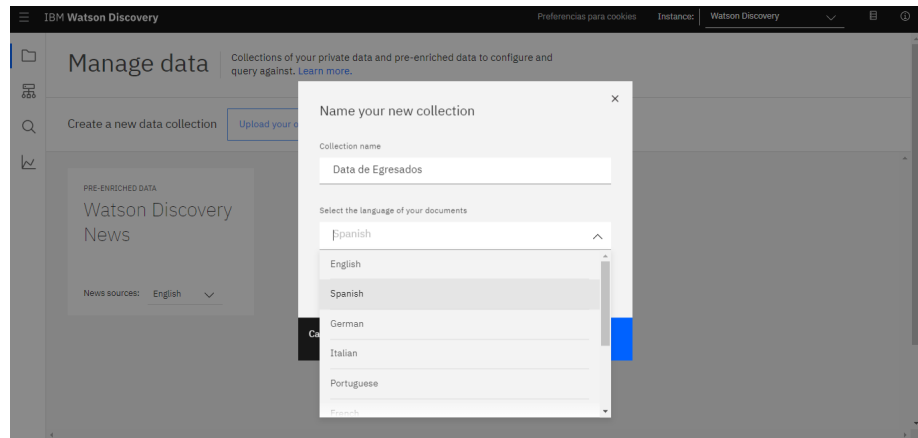 IBM Watson Discovery
Preferencias para cookies
Instance:
Watson Discovery
Manage data
Collections of your private data and pre-enriched data to configure and
query against. Learn more.
Create a new data collection
Upload your o
PRE-ENRICHED DATA
Watson Discovery
News
News sources: English
Name your new collection
Collection name
Data de Egresados
Select the language of your documents
Spanish
English
Spanish
German
Italian
Portuguese
French
Ca